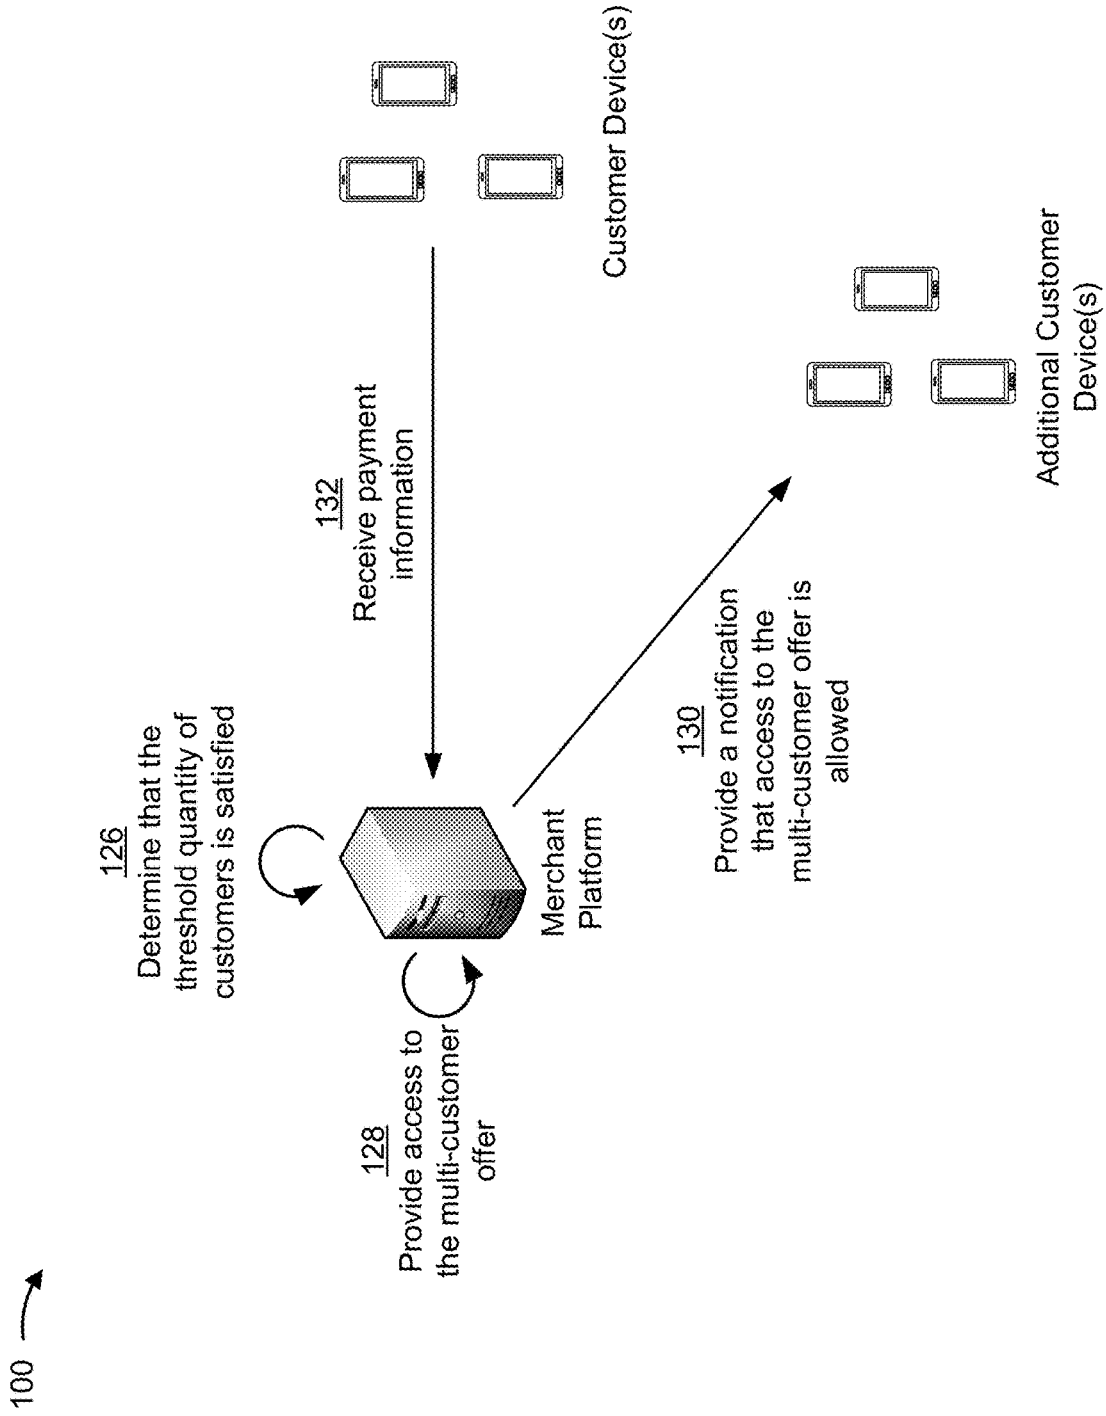 100
126
Determine that the
threshold quantity of
customers is satisfied
128
Provide access to
the multi-customer
offer
Merchant
Platform
132
Receive payment
information
130
Provide a notification
that access to the
multi-customer offer is
allowed
Customer Device(s)
Additional Customer
Device(s)